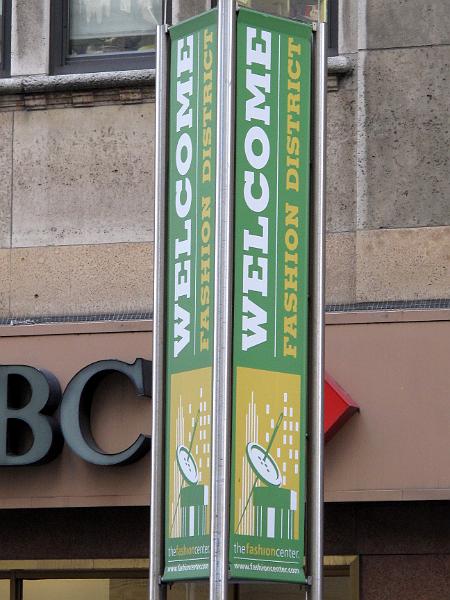 WELCOME
FASHION DISTRICT
thefashioncenter.
www.fashioncenter.com
WELCOME
FASHION DISTRICT
thefashioncenter.
www.fashioncenter.com
BC